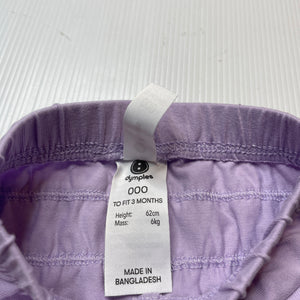 dymples
000
TO FIT 3 MONTHS
Height: 62cm
Mass: 6kg
MADE IN
BANGLADESH